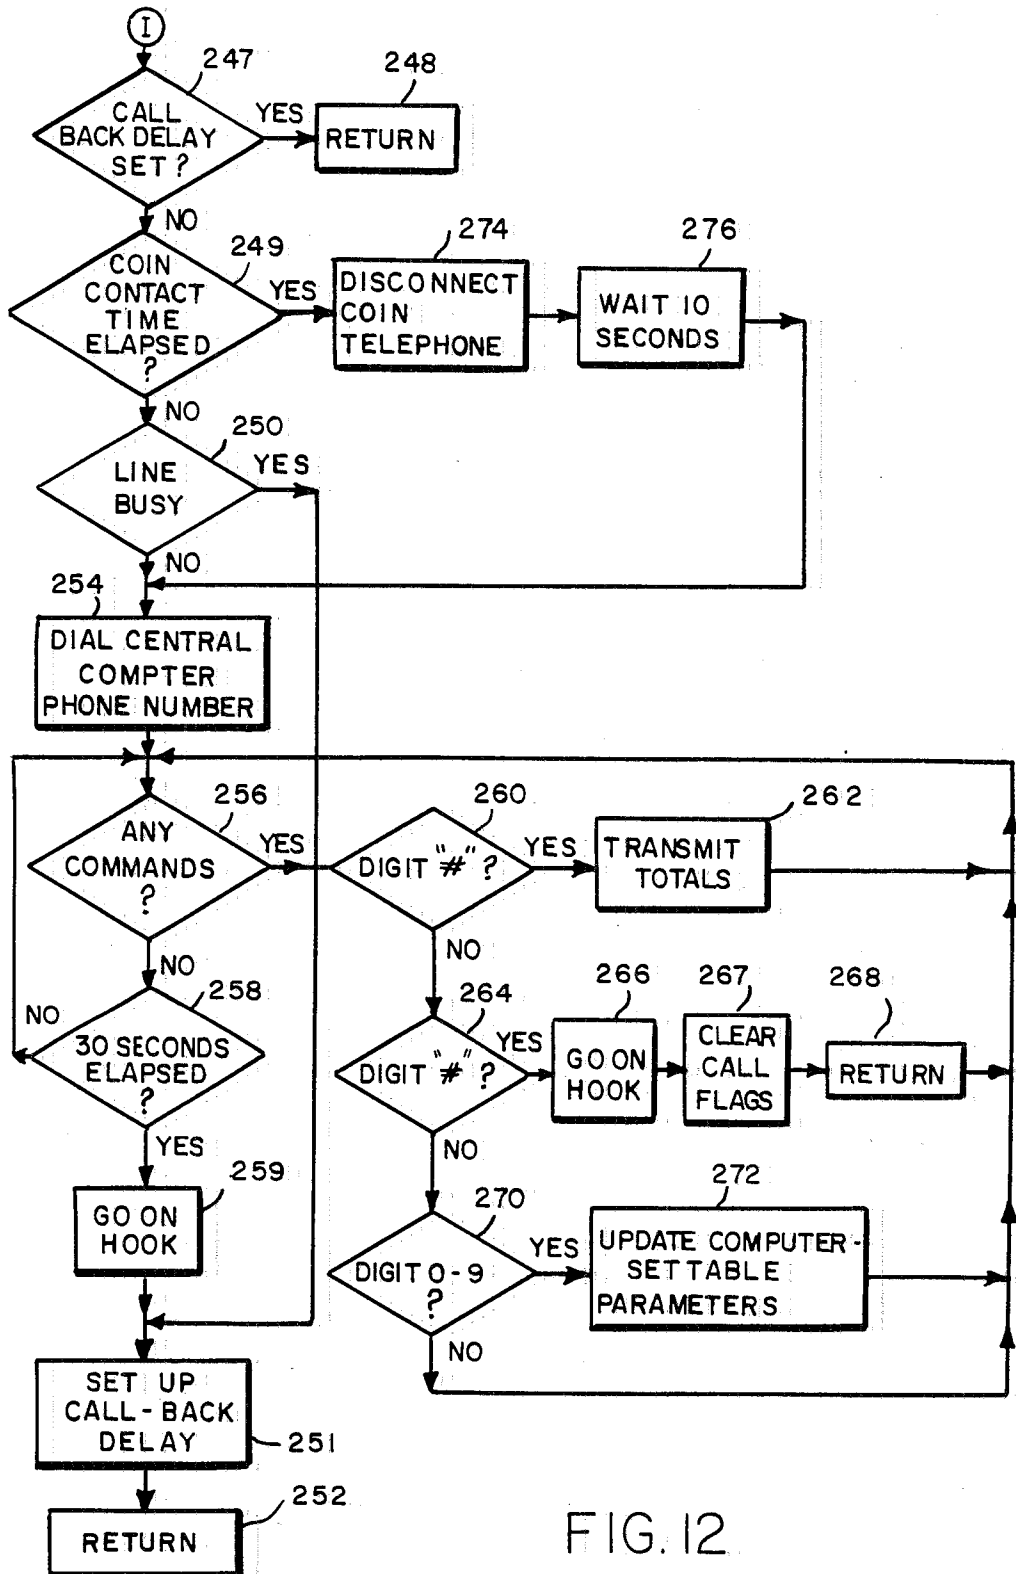 I
247
248
CALL
BACK DELAY
SET ?
YES
RETURN
NO
249
274
276
COIN
CONTACT
TIME
ELAPSED
?
YES
DISCONNECT
COIN
TELEPHONE
WAIT 10
SECONDS
NO
250
LINE
BUSY
YES
NO
254
DIAL CENTRAL
COMPTER
PHONE NUMBER
256
260
262
ANY
COMMANDS
?
YES
DIGIT "#" ?
YES
TRANSMIT
TOTALS
NO
NO
258
264
266
267
268
NO
30 SECONDS
ELAPSED
?
DIGIT "#" ?
YES
GO ON
HOOK
CLEAR
CALL
FLAGS
RETURN
YES
NO
259
270
272
GO ON
HOOK
DIGIT 0-9
?
YES
UPDATE COMPUTER-
SETTABLE
PARAMETERS
NO
SET UP
CALL-BACK
DELAY
251
252
RETURN
FIG. 12